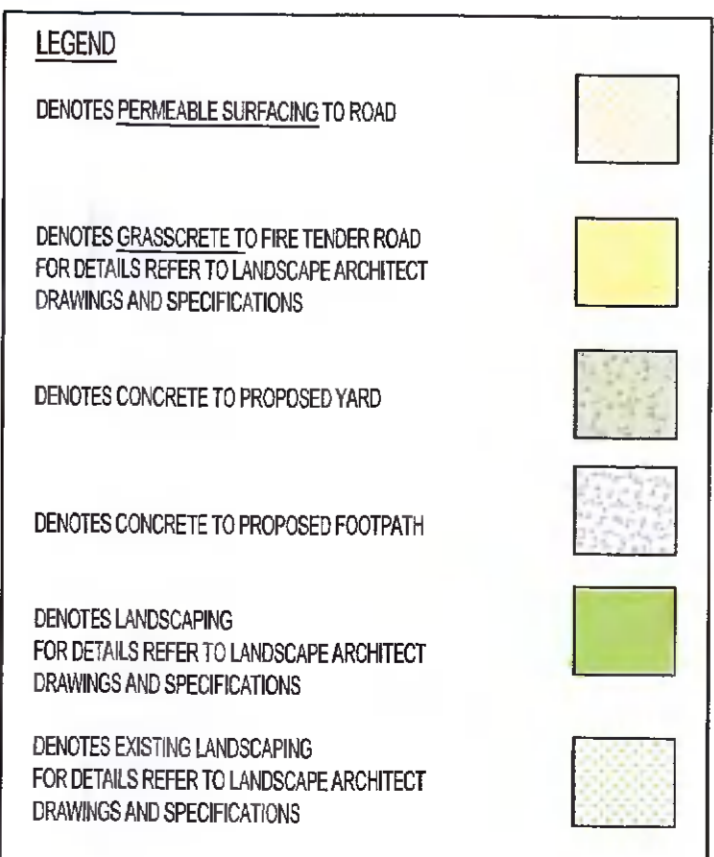 LEGEND
DENOTES PERMEABLE SURFACING TO ROAD
DENOTES GRASSCRETE TO FIRE TENDER ROAD
FOR DETAILS REFER TO LANDSCAPE ARCHITECT
DRAWINGS AND SPECIFICATIONS
DENOTES CONCRETE TO PROPOSED YARD
DENOTES CONCRETE TO PROPOSED FOOTPATH
DENOTES LANDSCAPING
FOR DETAILS REFER TO LANDSCAPE ARCHITECT
DRAWINGS AND SPECIFICATIONS
DENOTES EXISTING LANDSCAPING
FOR DETAILS REFER TO LANDSCAPE ARCHITECT
DRAWINGS AND SPECIFICATIONS